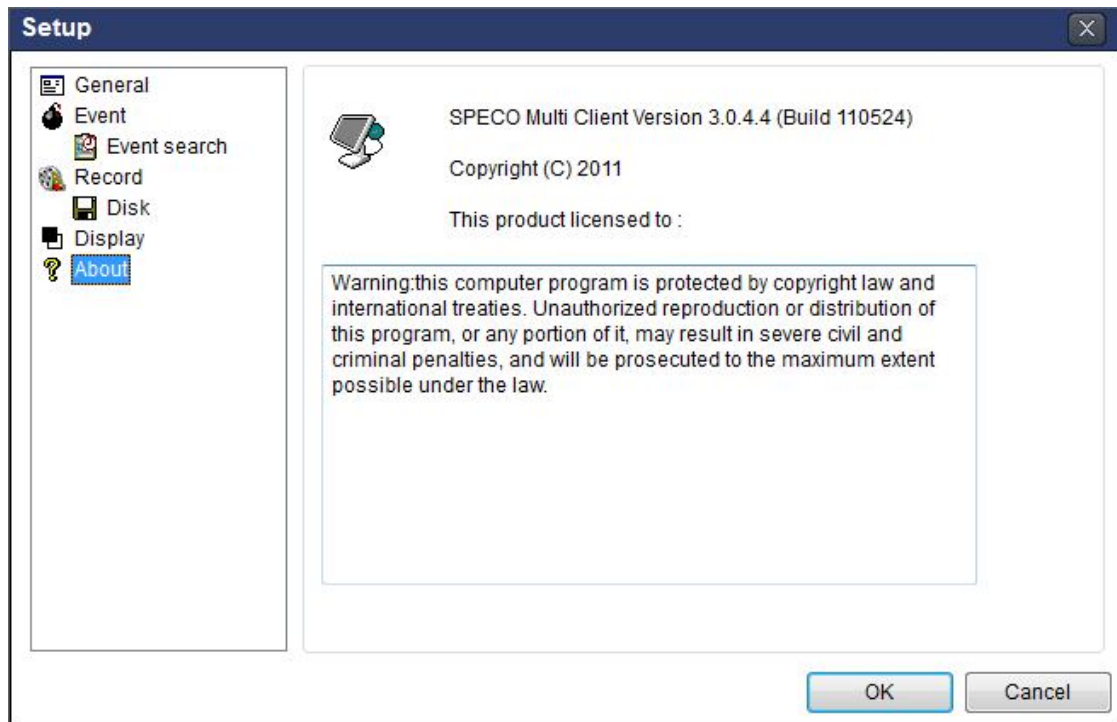 Setup
General
Event
Event search
Record
Disk
Display
About
SPECO Multi Client Version 3.0.4.4 (Build 110524)
Copyright (C) 2011
This product licensed to :
Warning:this computer program is protected by copyright law and
international treaties. Unauthorized reproduction or distribution of
this program, or any portion of it, may result in severe civil and
criminal penalties, and will be prosecuted to the maximum extent
possible under the law.
OK
Cancel